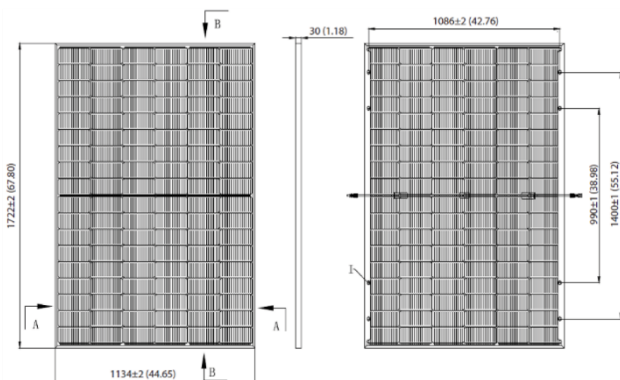 B
30 (1.18)
1086±2 (42.76)
1722±2 (67.80)
990±1 (38.98)
1400±1 (55.12)
I
A
A
1134±2 (44.65)
B